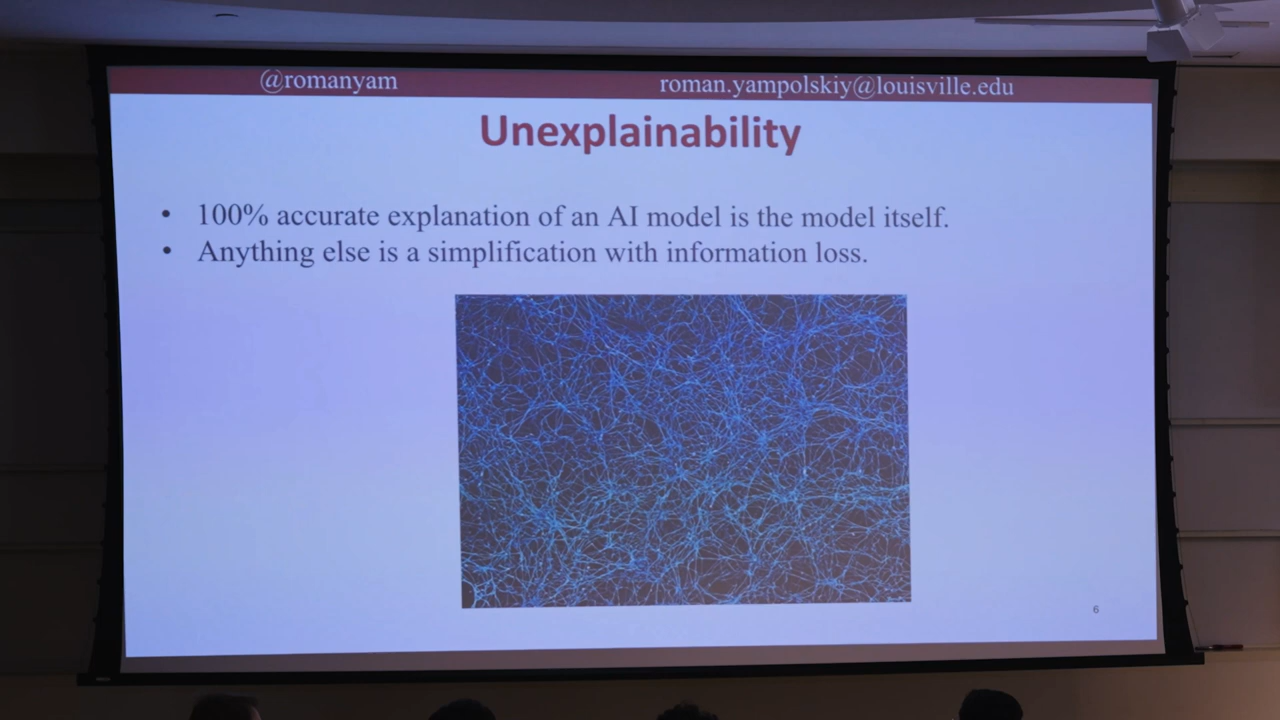 @romanyam
roman.yampolskiy@louisville.edu
Unexplainability
• 100% accurate explanation of an AI model is the model itself.
• Anything else is a simplification with information loss.
6